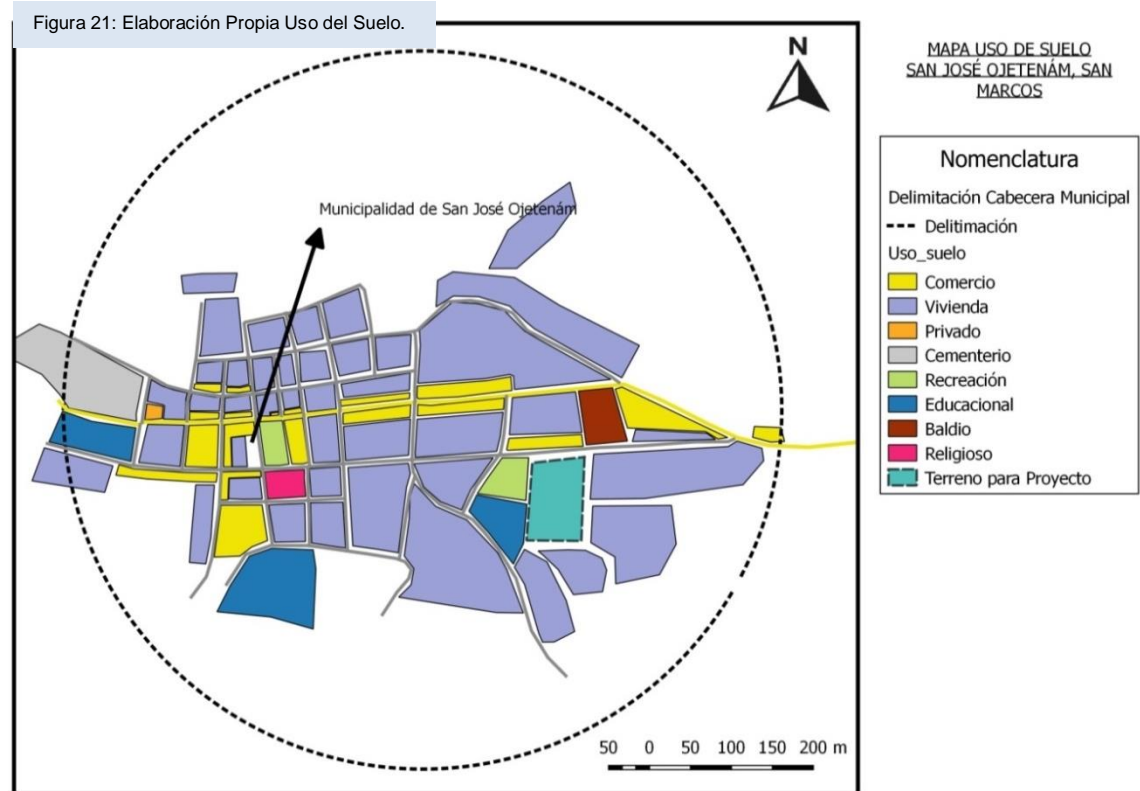 Figura 21: Elaboración Propia Uso del Suelo.
N
MAPA USO DE SUELO
SAN JOSÉ OJETENÁM, SAN
MARCOS
Municipalidad de San José Ojetenám
Nomenclatura
Delimitación Cabecera Municipal
Delitimación
Uso_suelo
Comercio
Vivienda
Privado
Cementerio
Recreación
Educacional
Baldio
Religioso
Terreno para Proyecto
50 0 50 100 150 200 m